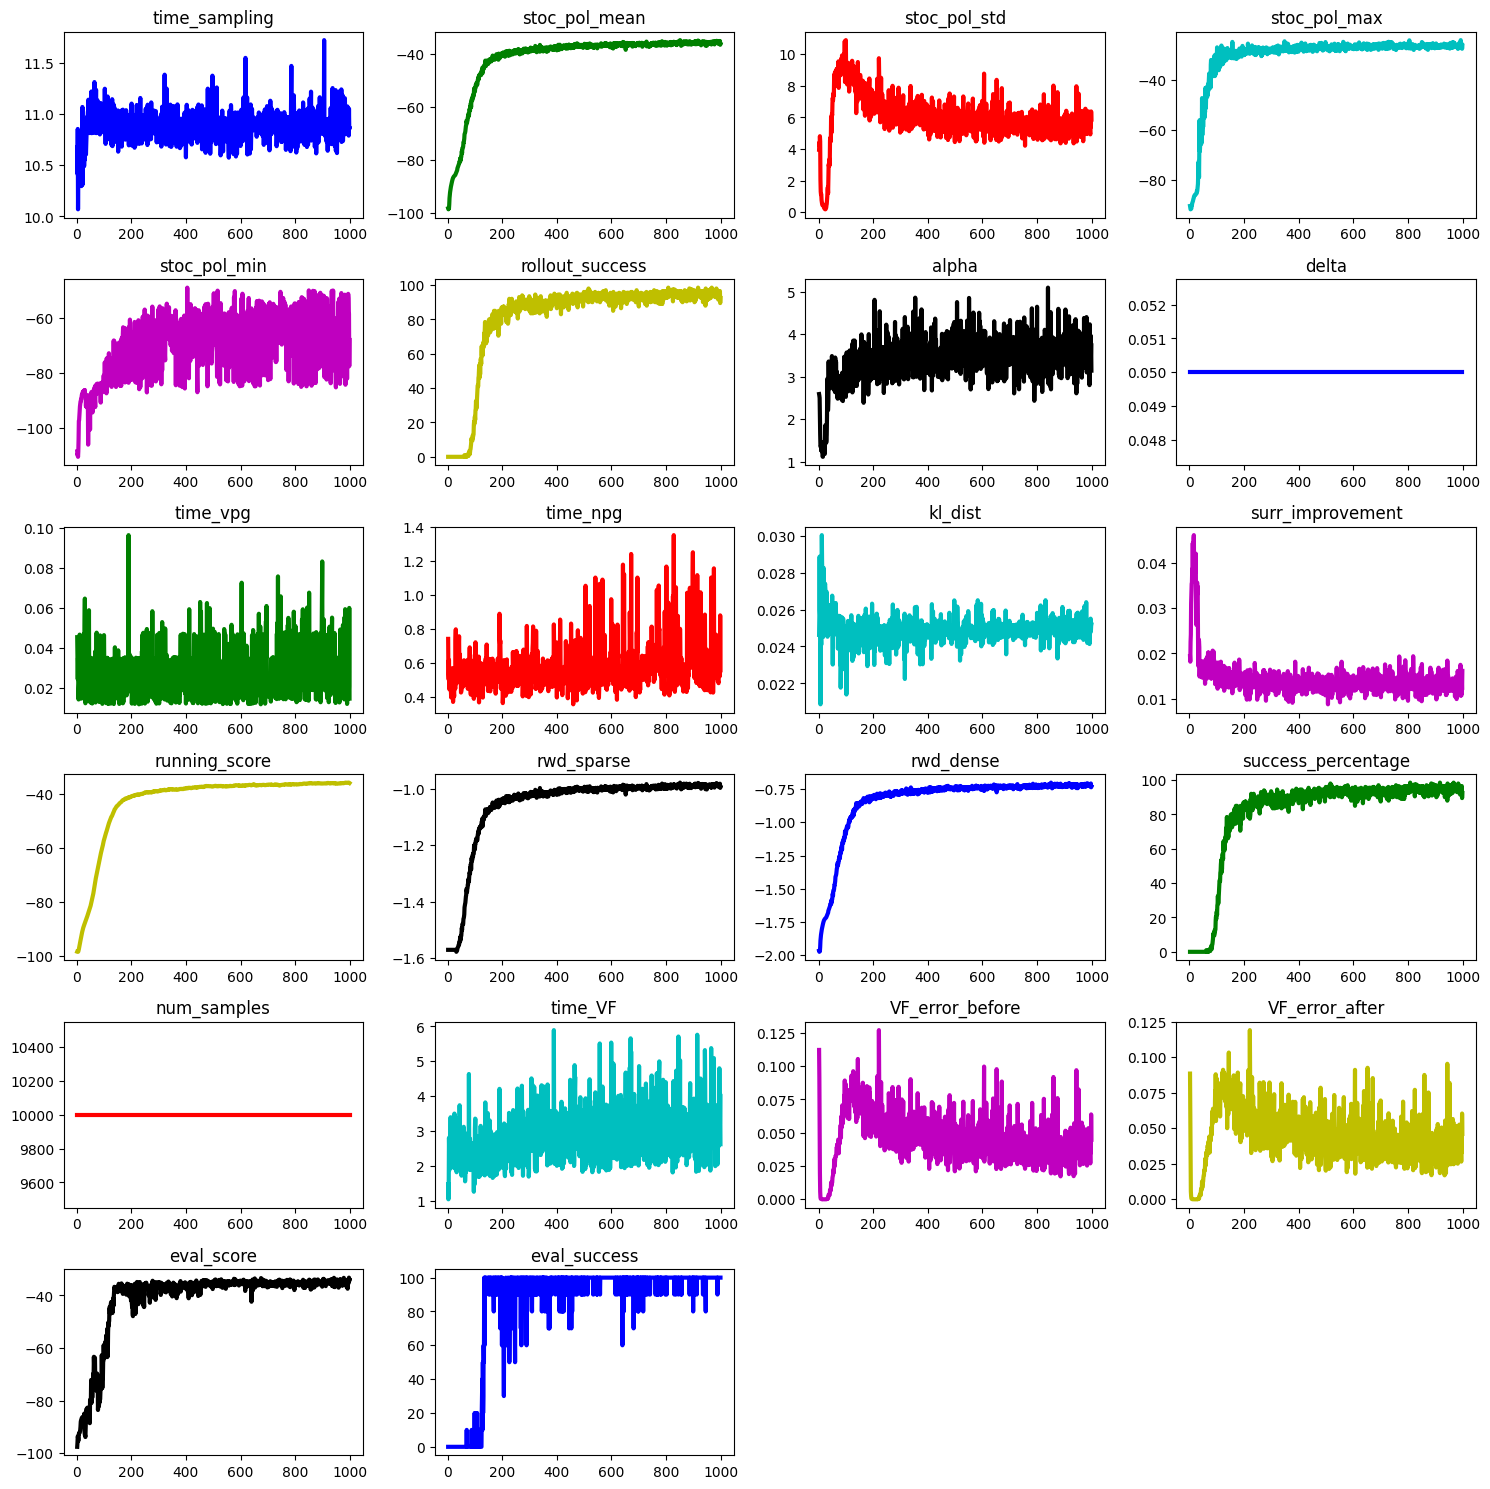 time_sampling stoc_pol_mean stoc_pol_std stoc_pol_max
11.5 11.0 10.5 10.0
−40 −60 −80 −100
10 8 6 4 2 0
−40 −60 −80
0 200 400 600 800 1000 0 200 400 600 800 1000 0 200 400 600 800 1000 0 200 400 600 800 1000
stoc_pol_min rollout_success alpha delta
−60 −80 −100
100 80 60 40 20 0
5 4 3 2 1
0.052 0.051 0.050 0.049 0.048
0 200 400 600 800 1000 0 200 400 600 800 1000 0 200 400 600 800 1000 0 200 400 600 800 1000
time_vpg time_npg kl_dist surr_improvement
0.10 0.08 0.06 0.04 0.02
1.4 1.2 1.0 0.8 0.6 0.4
0.030 0.028 0.026 0.024 0.022
0.04 0.03 0.02 0.01
0 200 400 600 800 1000 0 200 400 600 800 1000 0 200 400 600 800 1000 0 200 400 600 800 1000
running_score rwd_sparse rwd_dense success_percentage
−40 −60 −80 −100
−1.0 −1.2 −1.4 −1.6
−0.75 −1.00 −1.25 −1.50 −1.75 −2.00
100 80 60 40 20 0
0 200 400 600 800 1000 0 200 400 600 800 1000 0 200 400 600 800 1000 0 200 400 600 800 1000
num_samples time_VF VF_error_before VF_error_after
10400 10200 10000 9800 9600
6 5 4 3 2 1
0.125 0.100 0.075 0.050 0.025 0.000
0.125 0.100 0.075 0.050 0.025 0.000
0 200 400 600 800 1000 0 200 400 600 800 1000 0 200 400 600 800 1000 0 200 400 600 800 1000
eval_score eval_success
−40 −60 −80 −100
100 80 60 40 20 0
0 200 400 600 800 1000 0 200 400 600 800 1000